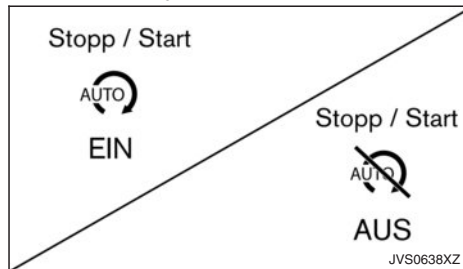 Stopp / Start
AUTO
EIN
Stopp / Start
AUTO
AUS
JVS0638XZ